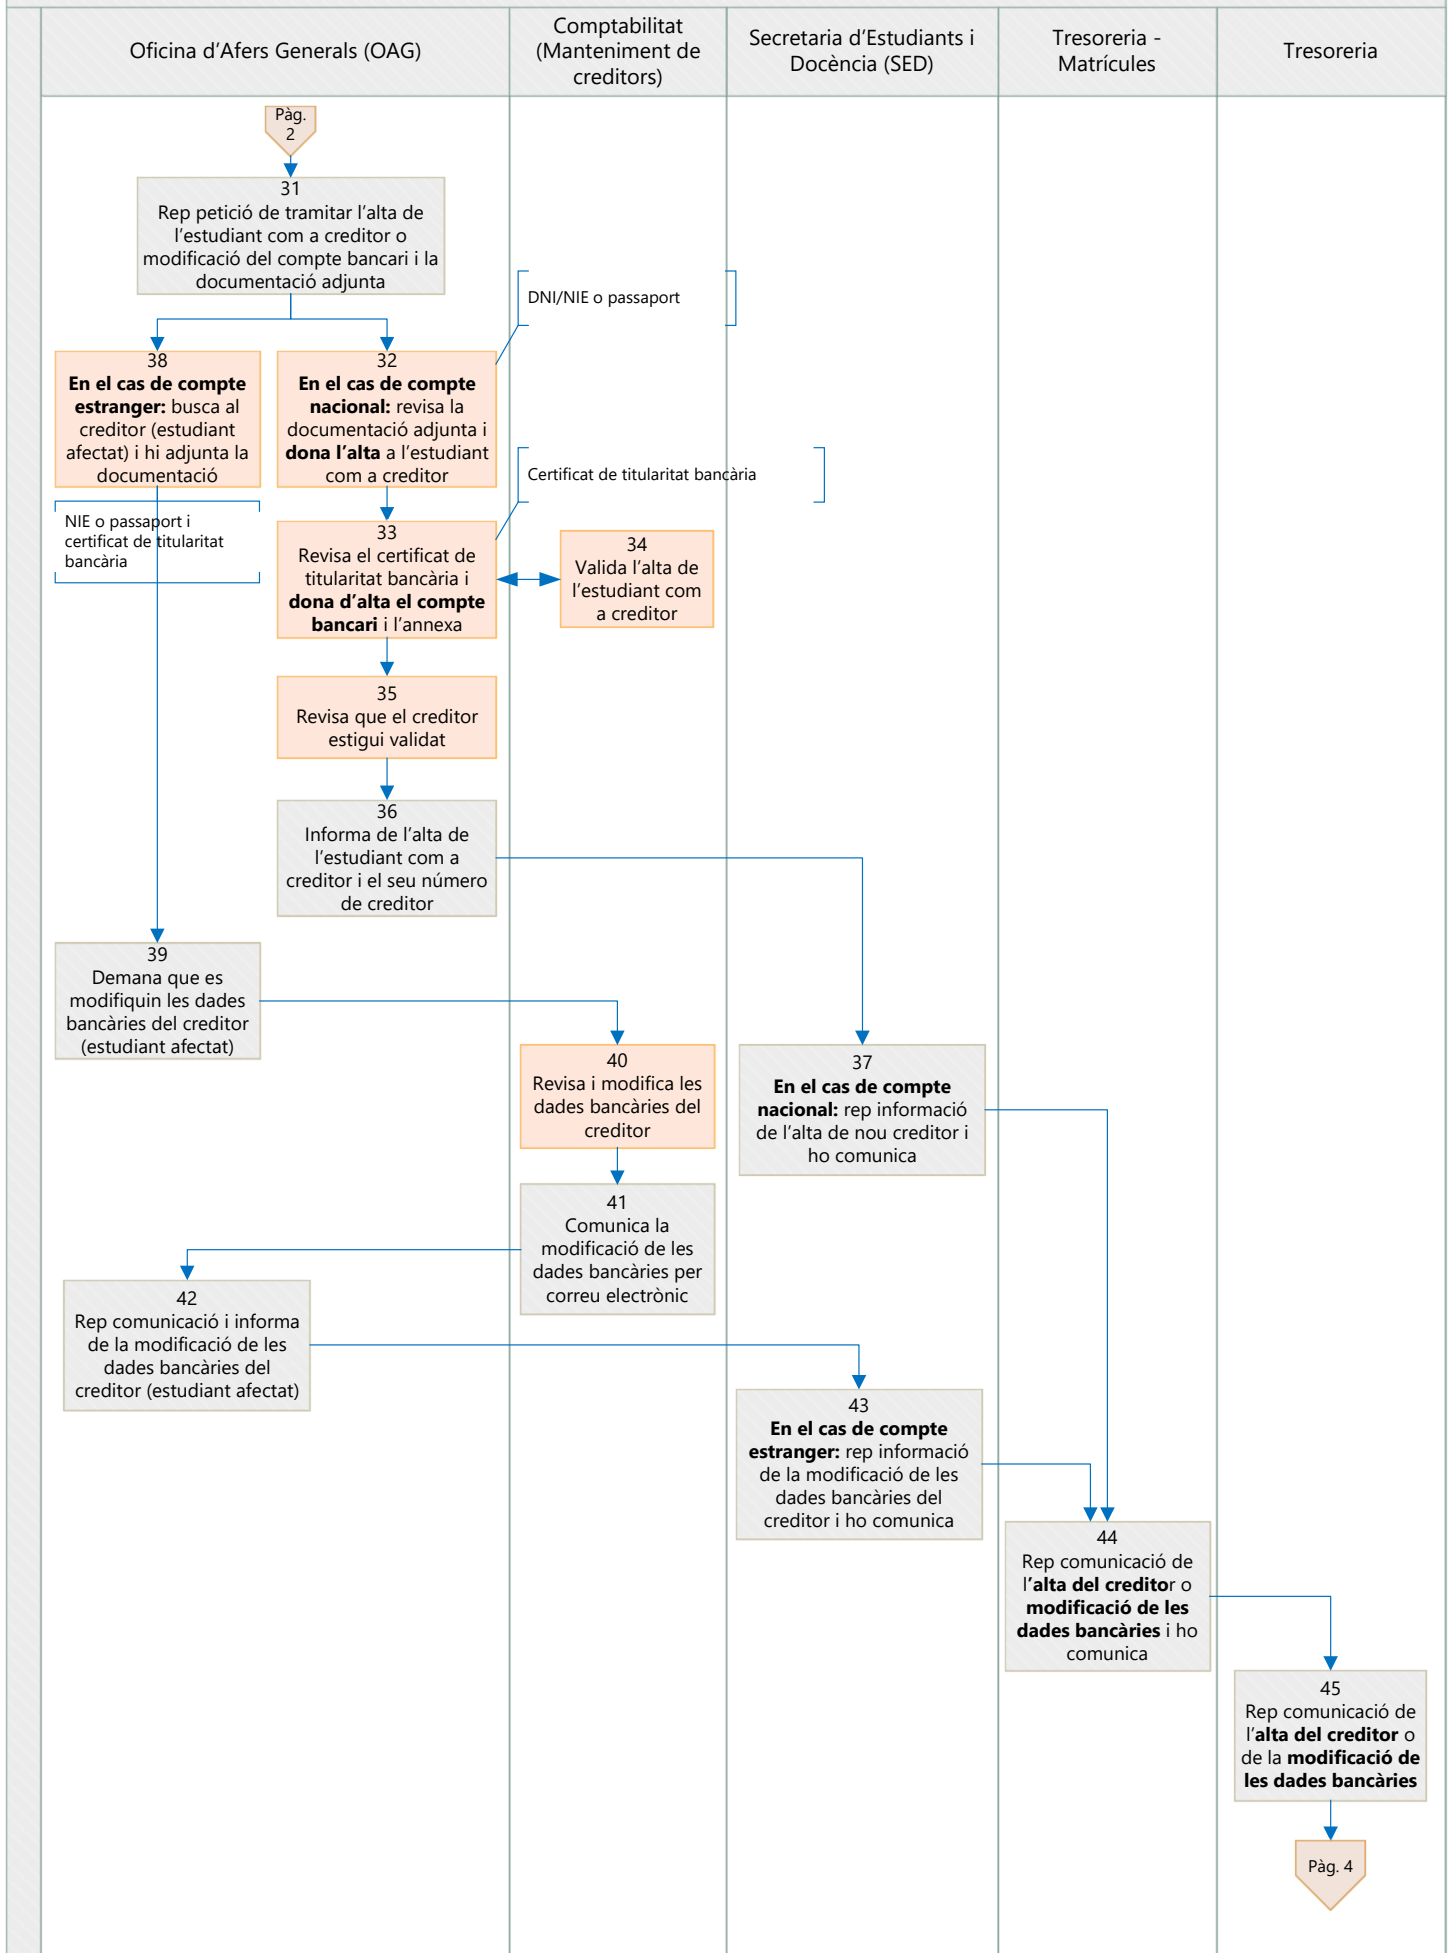 Oficina d'Afers Generals (OAG)
Comptabilitat
(Manteniment de
creditors)
Secretaria d'Estudiants i
Docència (SED)
Tresoreria -
Matrícules
Tresoreria
Pàg.
2
31
Rep petició de tramitar l'alta de
l'estudiant com a creditor o
modificació del compte bancari i la
documentació adjunta
DNI/NIE o passaport
38
En el cas de compte
estranger: busca al
creditor (estudiant
afectat) i hi adjunta la
documentació
32
En el cas de compte
nacional: revisa la
documentació adjunta i
dona l'alta a l'estudiant
com a creditor
Certificat de titularitat bancària
NIE o passaport i
certificat de titularitat
bancària
33
Revisa el certificat de
titularitat bancària i
dona d'alta el compte
bancari i l'annexa
34
Valida l'alta de
l'estudiant com
a creditor
35
Revisa que el creditor
estigui validat
36
Informa de l'alta de
l'estudiant com a
creditor i el seu número
de creditor
39
Demana que es
modifiquin les dades
bancàries del creditor
(estudiant afectat)
40
Revisa i modifica les
dades bancàries del
creditor
37
En el cas de compte
nacional: rep informació
de l'alta de nou creditor i
ho comunica
41
Comunica la
modificació de les
dades bancàries per
correu electrònic
42
Rep comunicació i informa
de la modificació de les
dades bancàries del
creditor (estudiant afectat)
43
En el cas de compte
estranger: rep informació
de la modificació de les
dades bancàries del
creditor i ho comunica
44
Rep comunicació de
l'alta del creditor o
modificació de les
dades bancàries i ho
comunica
45
Rep comunicació de
l'alta del creditor o
de la modificació de
les dades bancàries
Pàg. 4